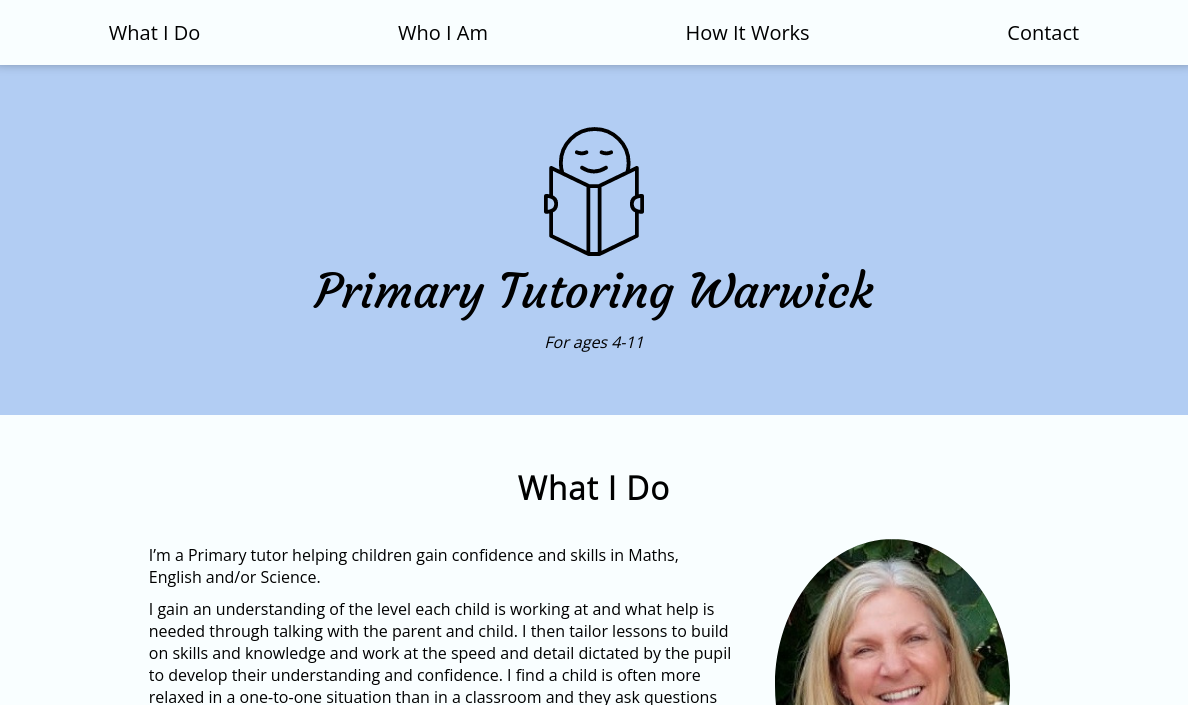 What I Do
Who I Am
How It Works
Contact
Primary Tutoring Warwick
For ages 4-11
What I Do
I’m a Primary tutor helping children gain confidence and skills in Maths,
English and/or Science.
I gain an understanding of the level each child is working at and what help is
needed through talking with the parent and child. I then tailor lessons to build
on skills and knowledge and work at the speed and detail dictated by the pupil
to develop their understanding and confidence. I find a child is often more
relaxed in a one-to-one situation than in a classroom and they ask questions